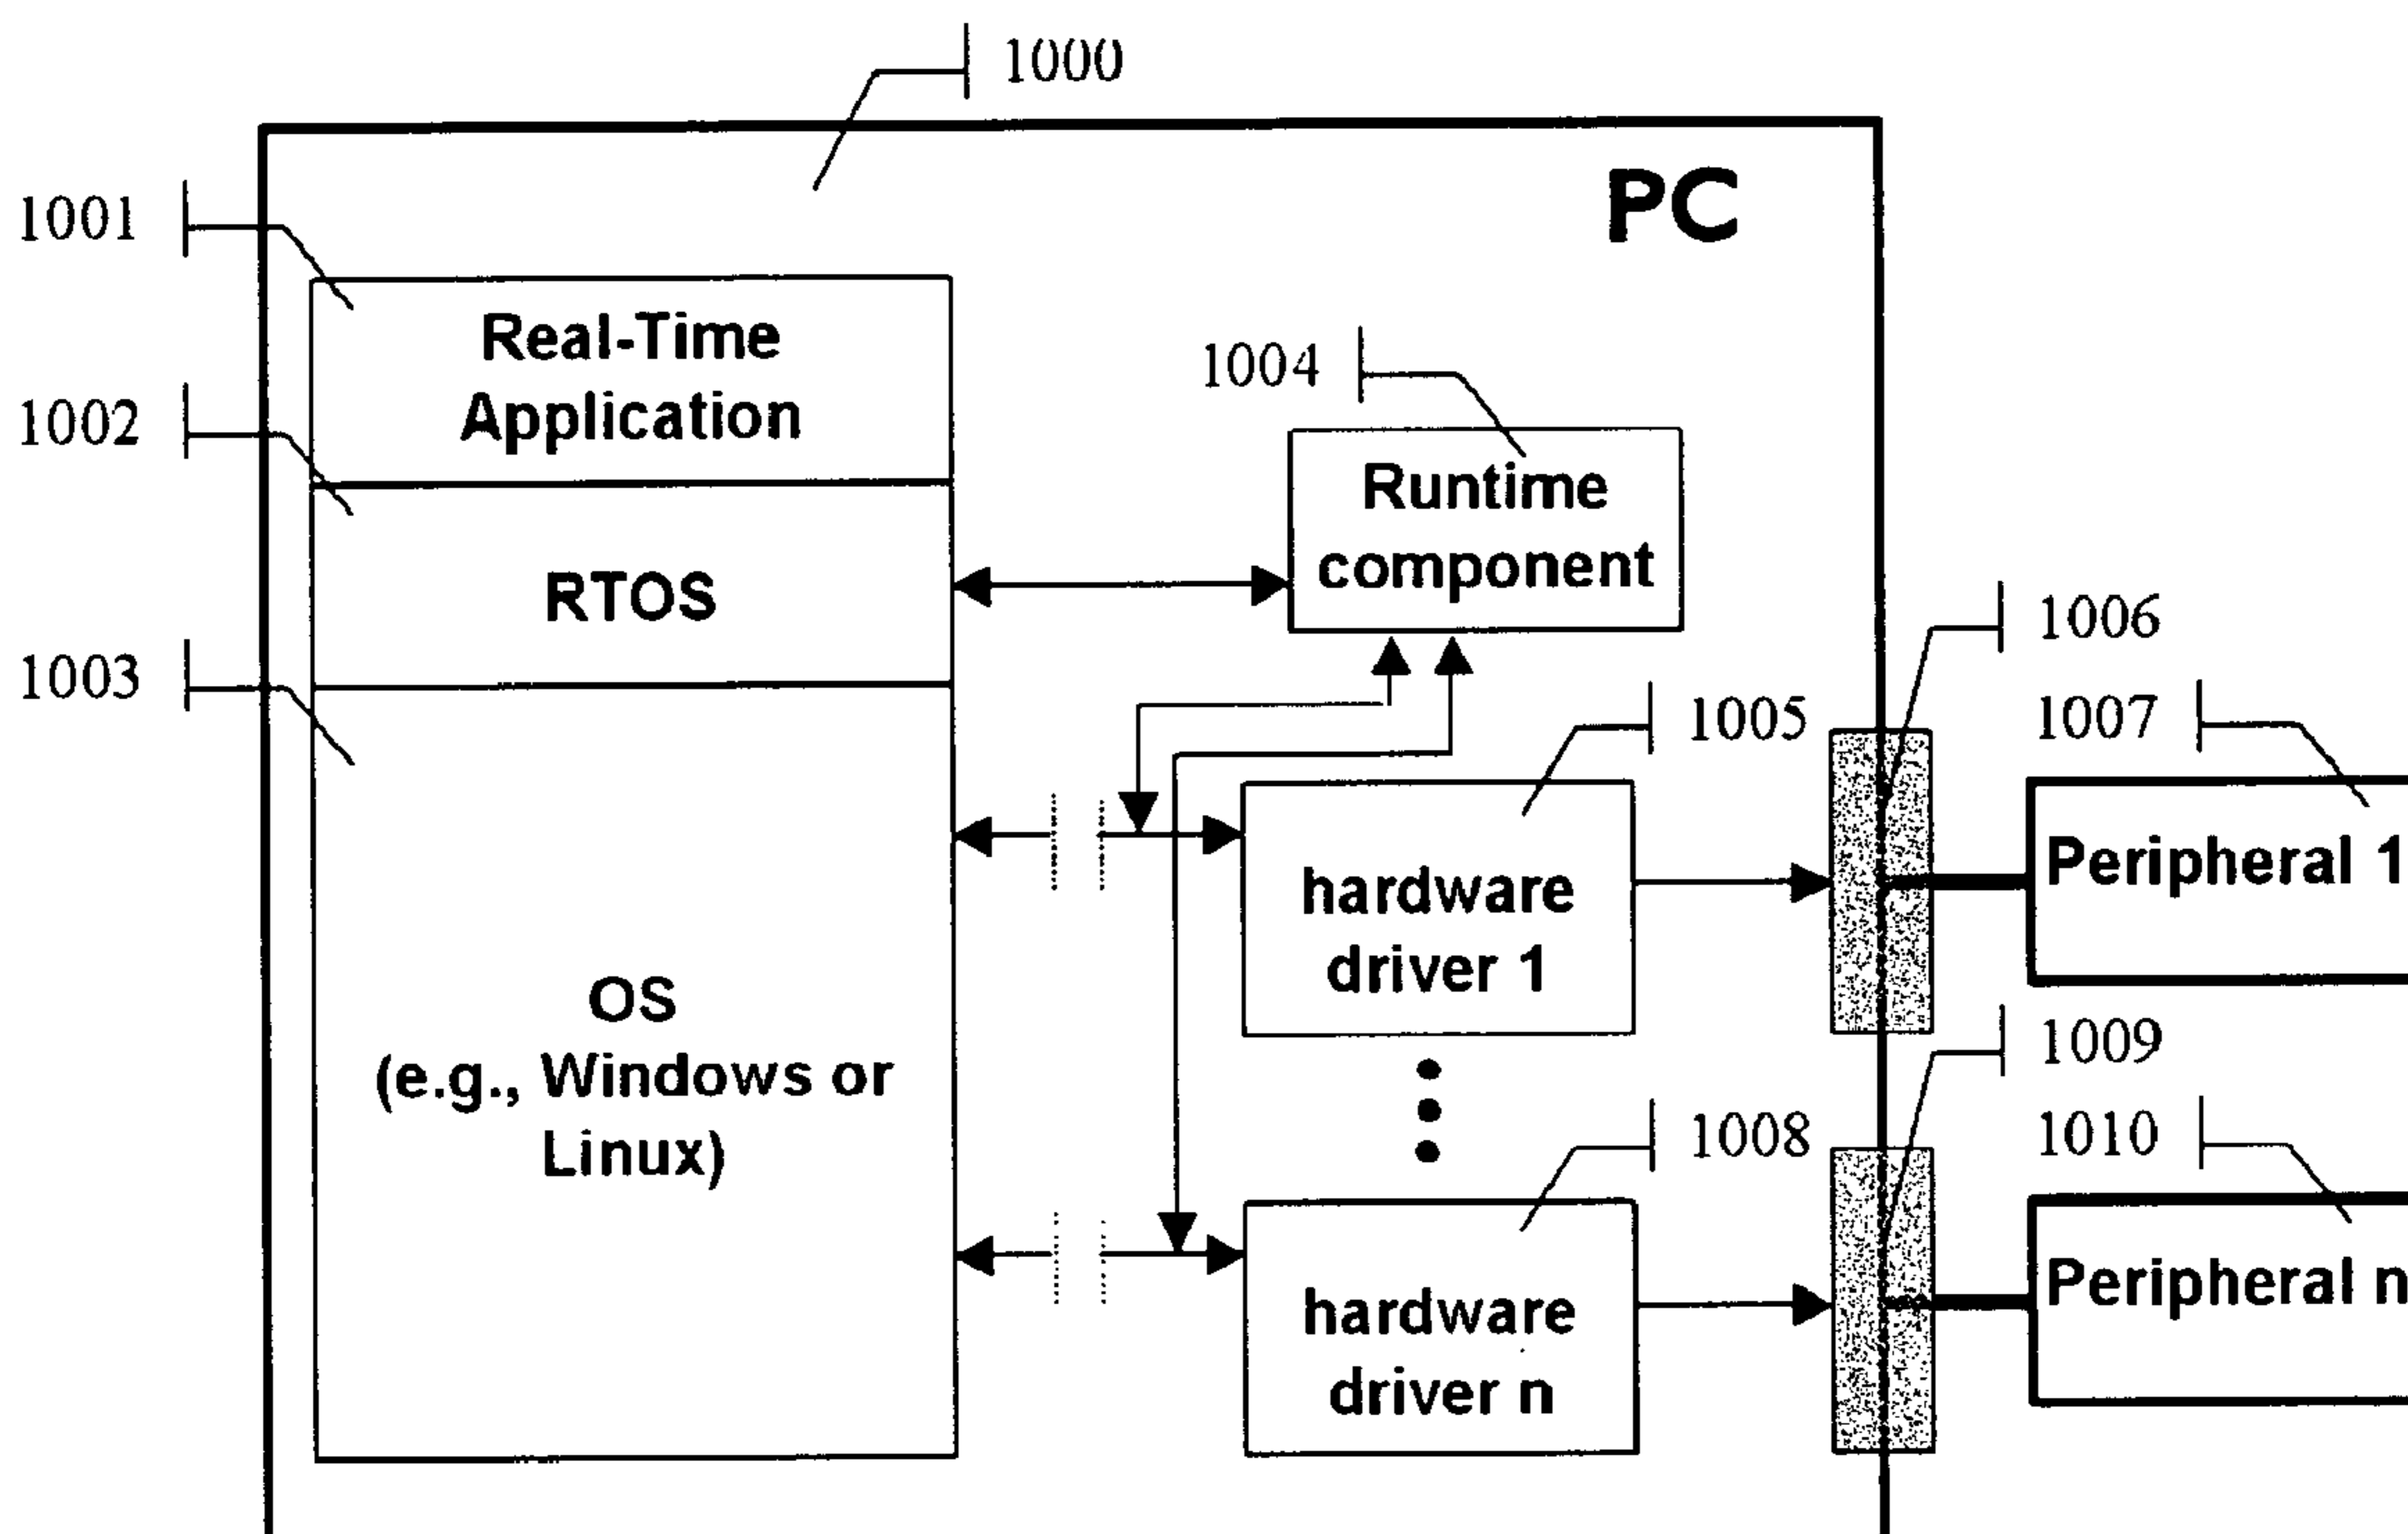 1000
PC
1001
Real-Time
Application
1002
1004
Runtime
component
RTOS
1003
1006
1005
1007
Peripheral 1
hardware
driver 1
OS
(e.g., Windows or
Linux)
1009
1008
1010
hardware
driver n
Peripheral n